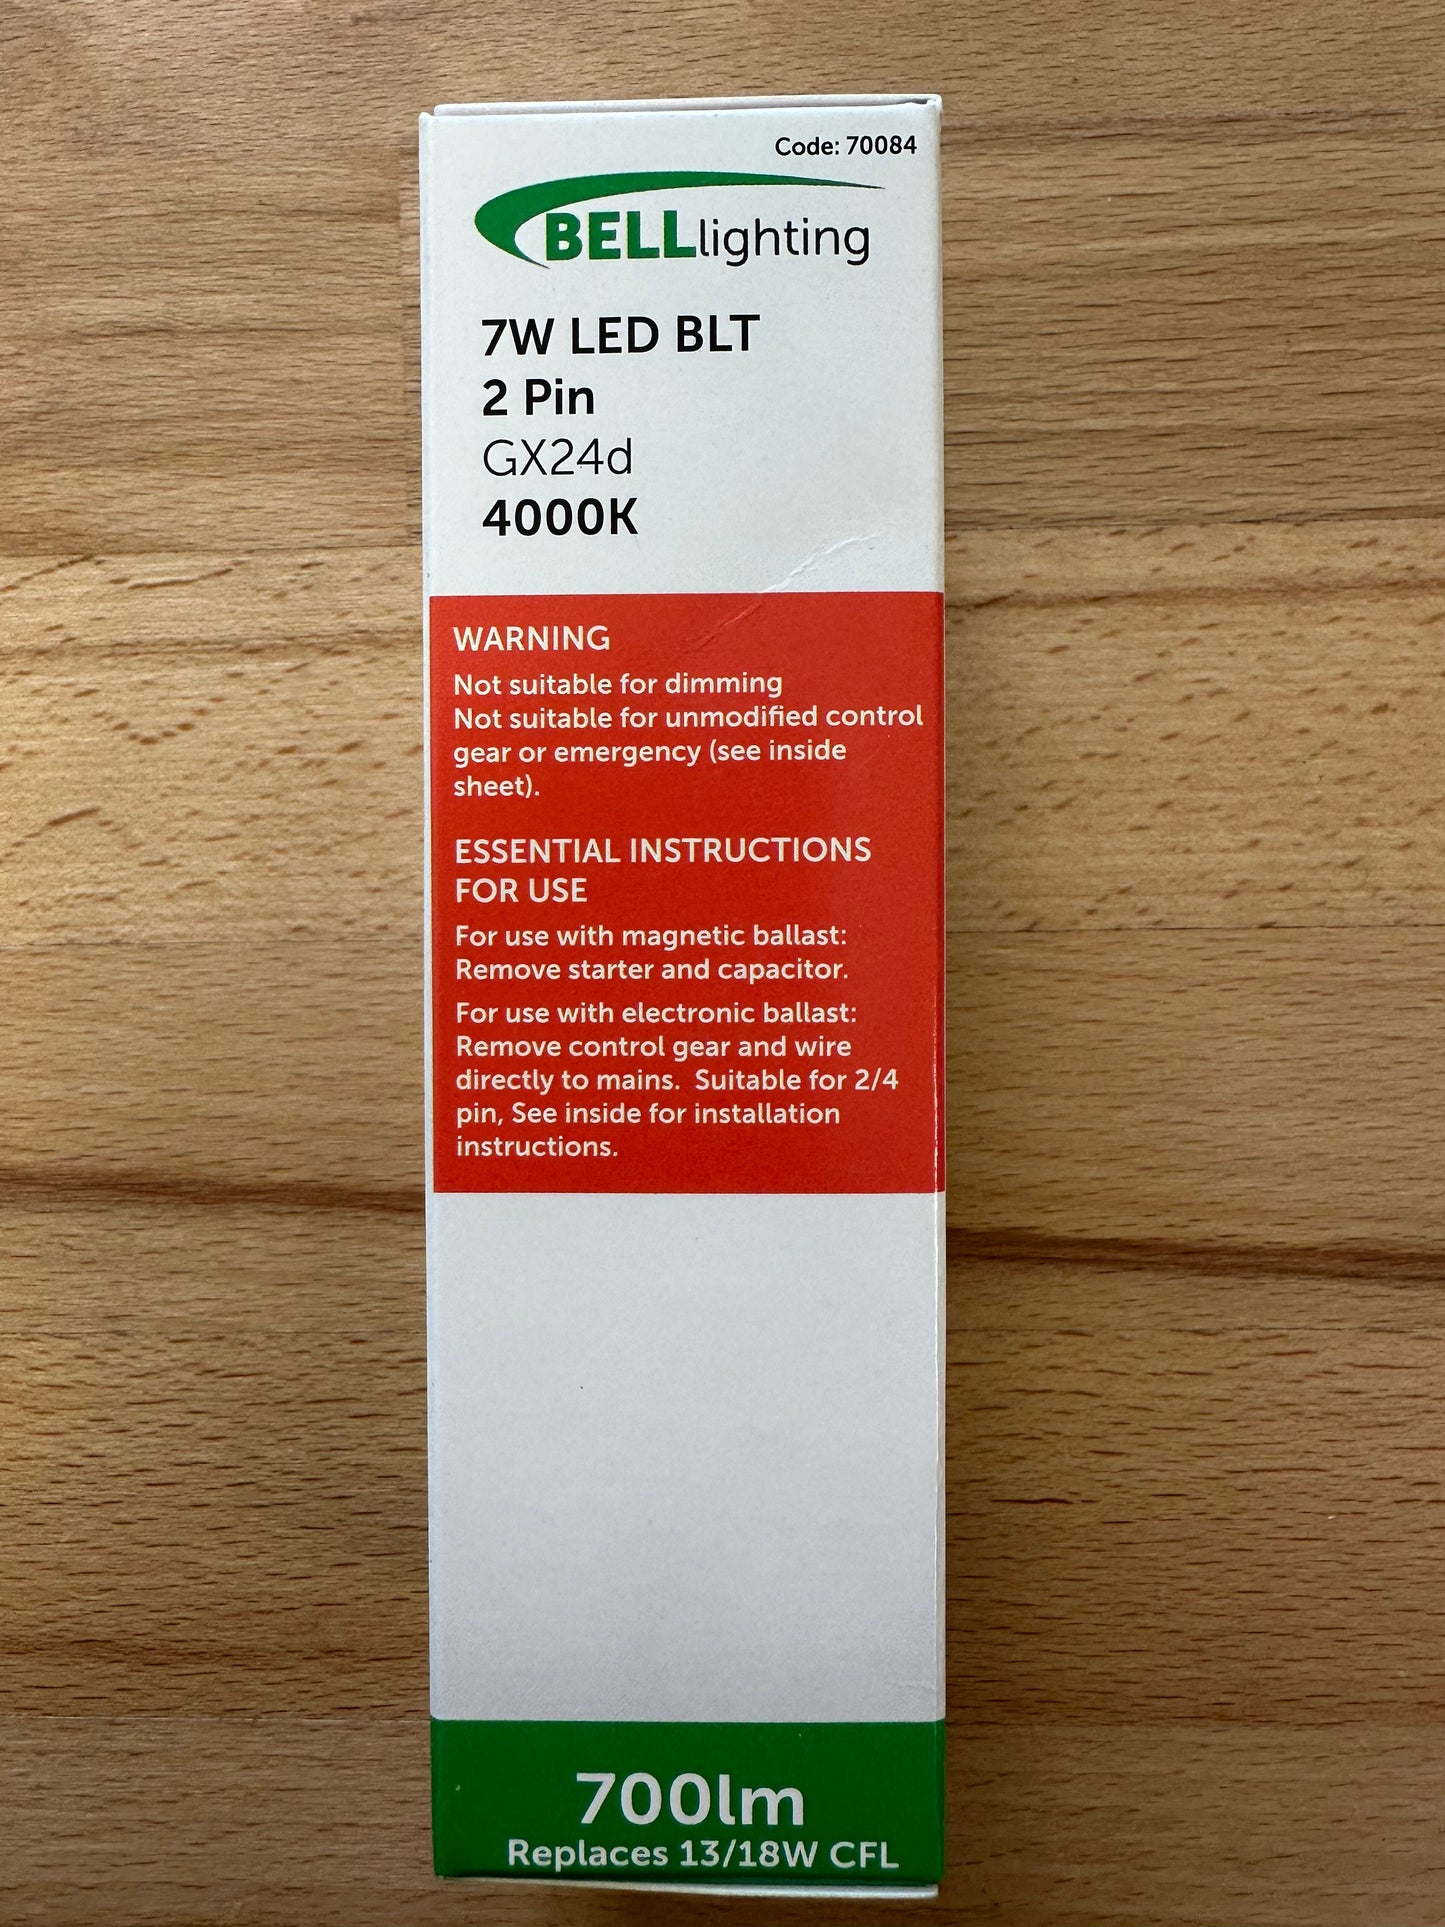 Code: 70084
BELLlighting
7W LED BLT
2 Pin
GX24d
4000K
WARNING
Not suitable for dimming
Not suitable for unmodified control
gear or emergency (see inside
sheet).
ESSENTIAL INSTRUCTIONS
FOR USE
For use with magnetic ballast:
Remove starter and capacitor.
For use with electronic ballast:
Remove control gear and wire
directly to mains.  Suitable for 2/4
pin, See inside for installation
instructions.
700lm
Replaces 13/18W CFL